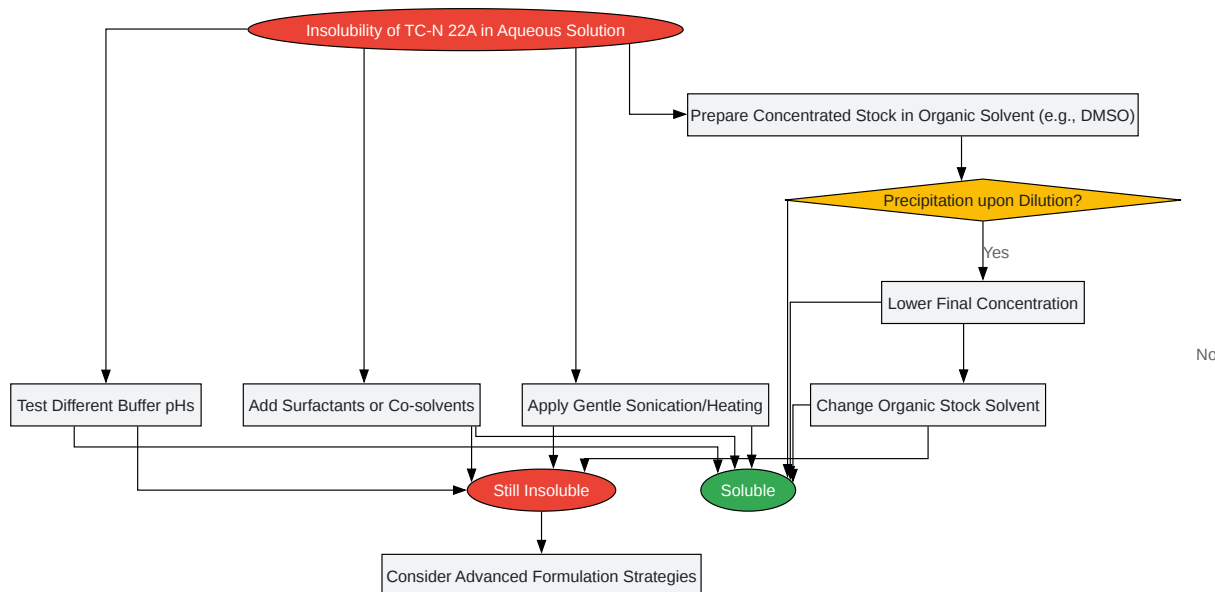 Insolubility of TC-N 22A in Aqueous Solution
Prepare Concentrated Stock in Organic Solvent (e.g., DMSO)
Precipitation upon Dilution?
Yes
Lower Final Concentration
No
Test Different Buffer pHs
Add Surfactants or Co-solvents
Apply Gentle Sonication/Heating
Change Organic Stock Solvent
Still Insoluble
Soluble
Consider Advanced Formulation Strategies